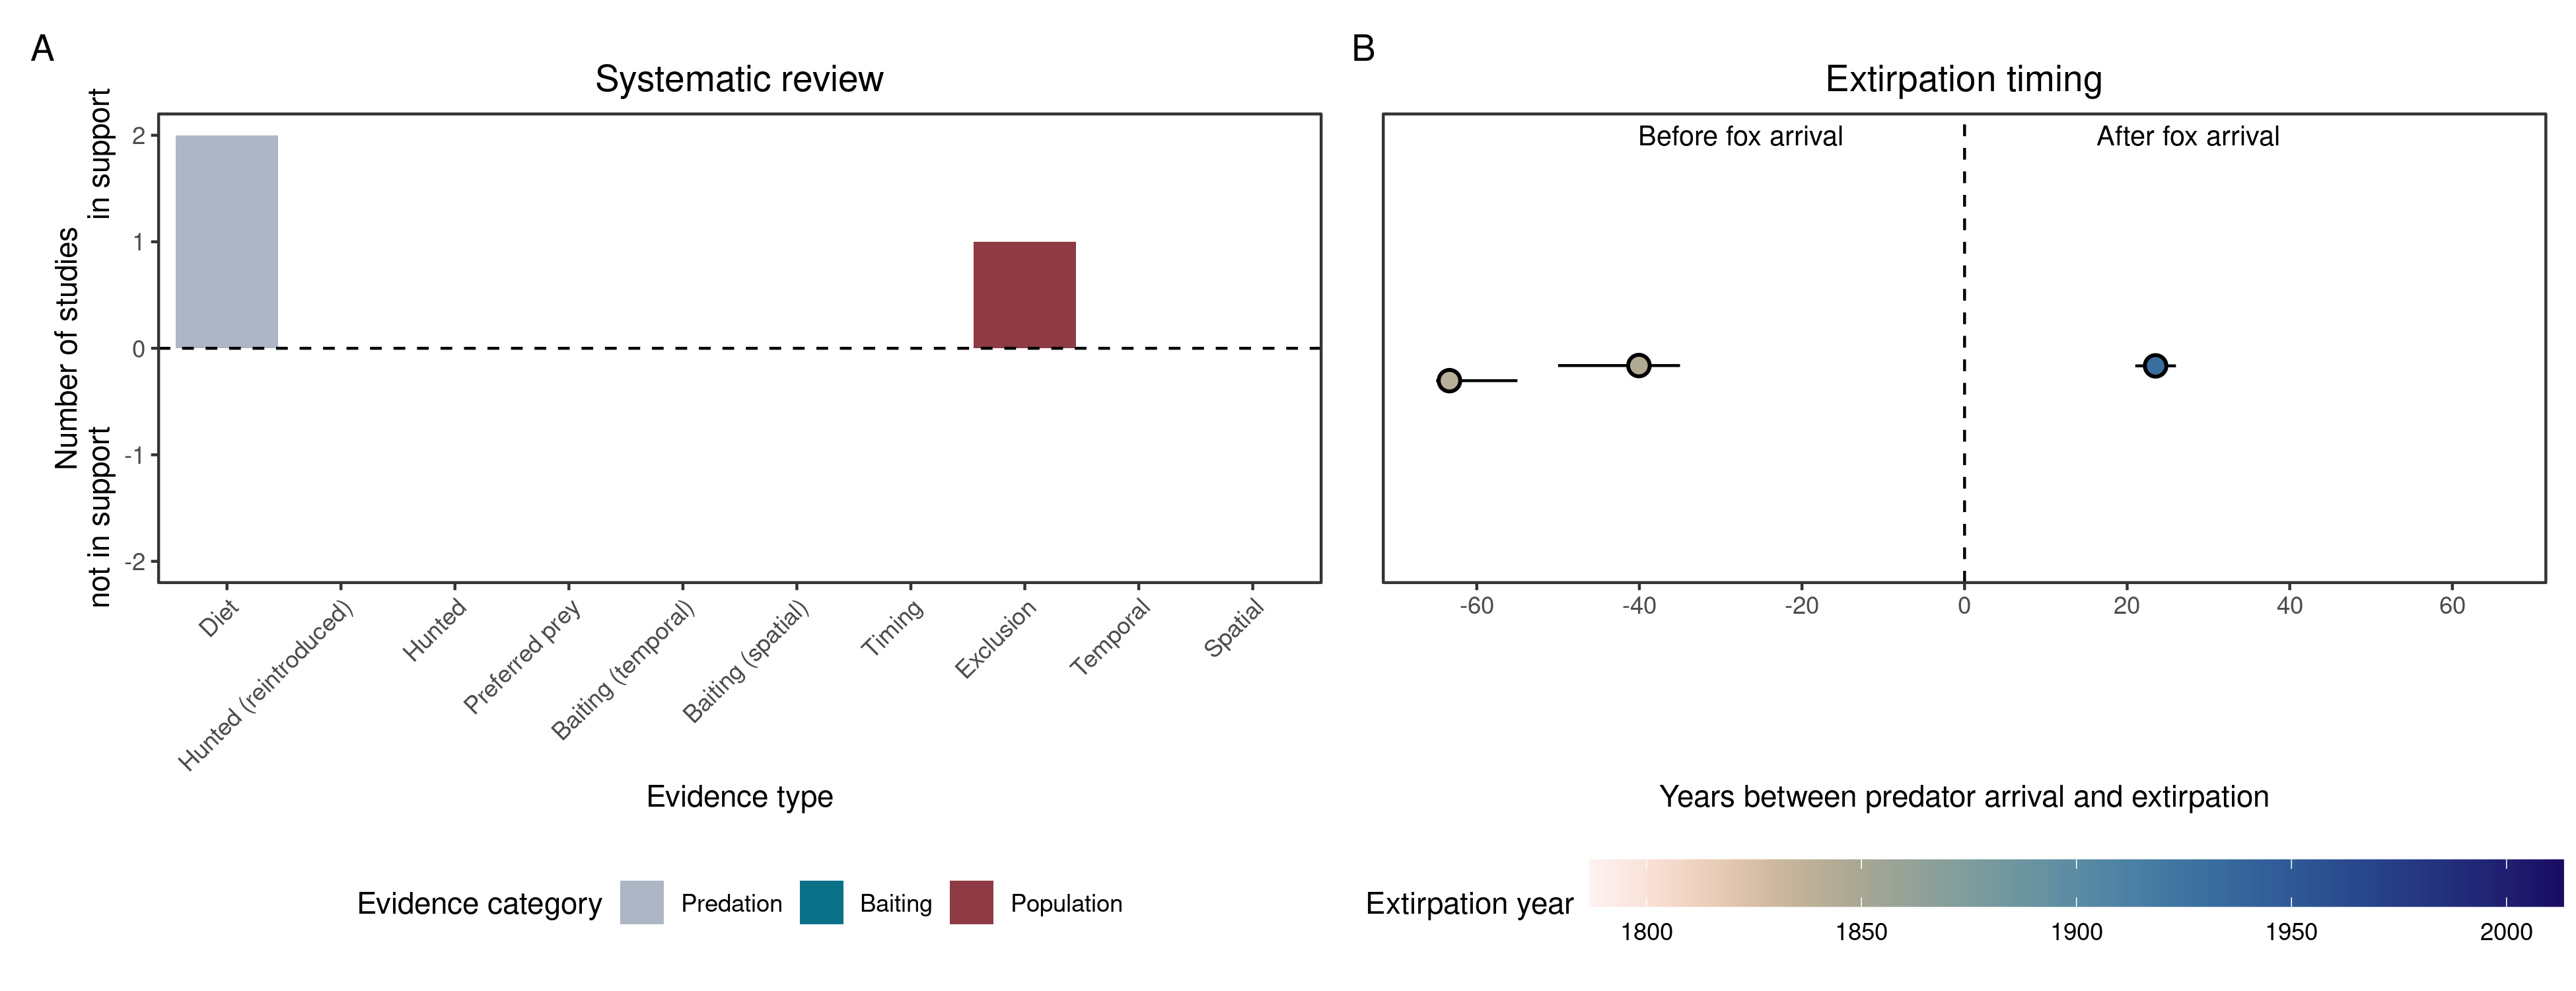 A
Systematic review
Number of studies
not in support
in support
2
1
0
-1
-2
Diet
Hunted (reintroduced)
Hunted
Preferred prey
Baiting (temporal)
Baiting (spatial)
Timing
Exclusion
Temporal
Spatial
Evidence type
Evidence category
Predation
Baiting
Population
B
Extirpation timing
Before fox arrival
After fox arrival
-60
-40
-20
0
20
40
60
Years between predator arrival and extirpation
Extirpation year
1800
1850
1900
1950
2000